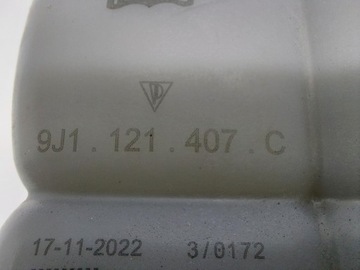 9J1 . 121 . 407 . C
17-11-2022 3/0172